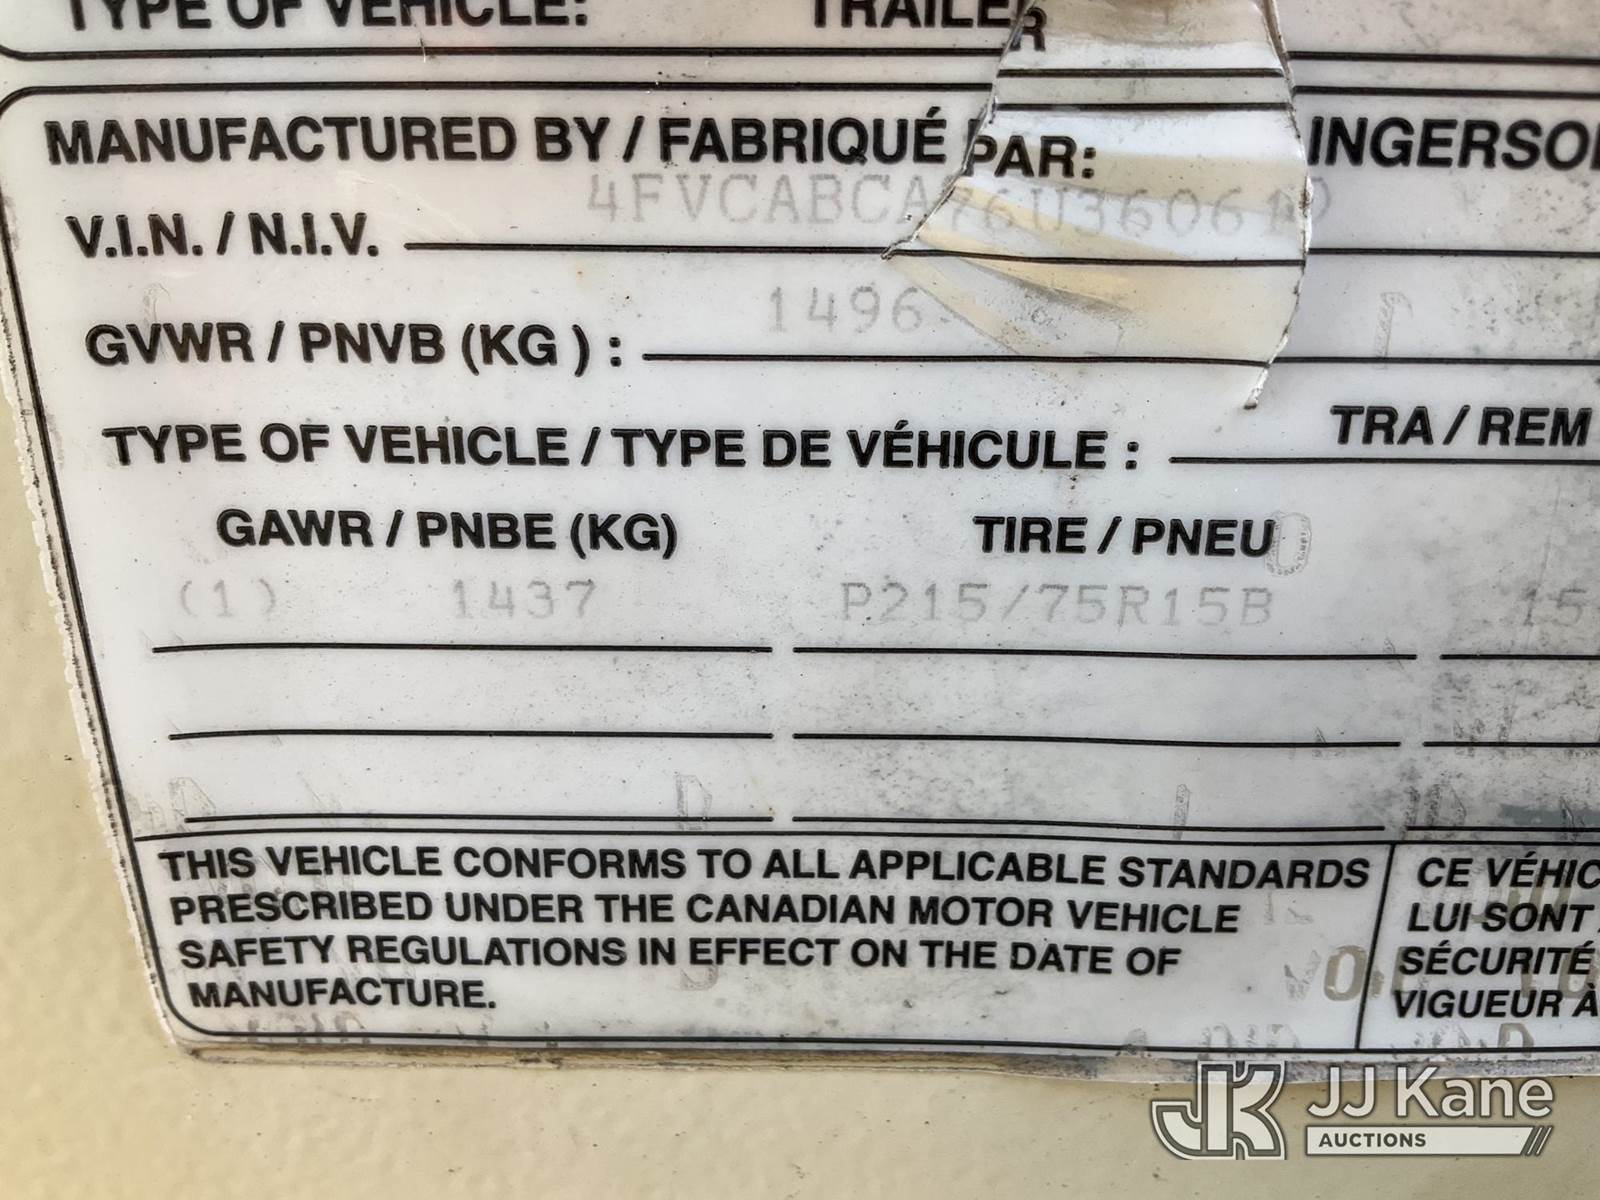 TYPE OF VEHICLE: TRAILER
MANUFACTURED BY / FABRIQUÉ PAR: INGERSOL
V.I.N. / N.I.V.
GVWR / PNVB (KG ) : 1496
TYPE OF VEHICLE / TYPE DE VÉHICULE : TRA / REM
GAWR / PNBE (KG) TIRE / PNEU
(1) 1437 P215/75R15B 15
THIS VEHICLE CONFORMS TO ALL APPLICABLE STANDARDS
PRESCRIBED UNDER THE CANADIAN MOTOR VEHICLE
SAFETY REGULATIONS IN EFFECT ON THE DATE OF
MANUFACTURE.
CE VÉHIC
LUI SONT
SÉCURITÉ
VIGUEUR À
JK JJ Kane
AUCTIONS